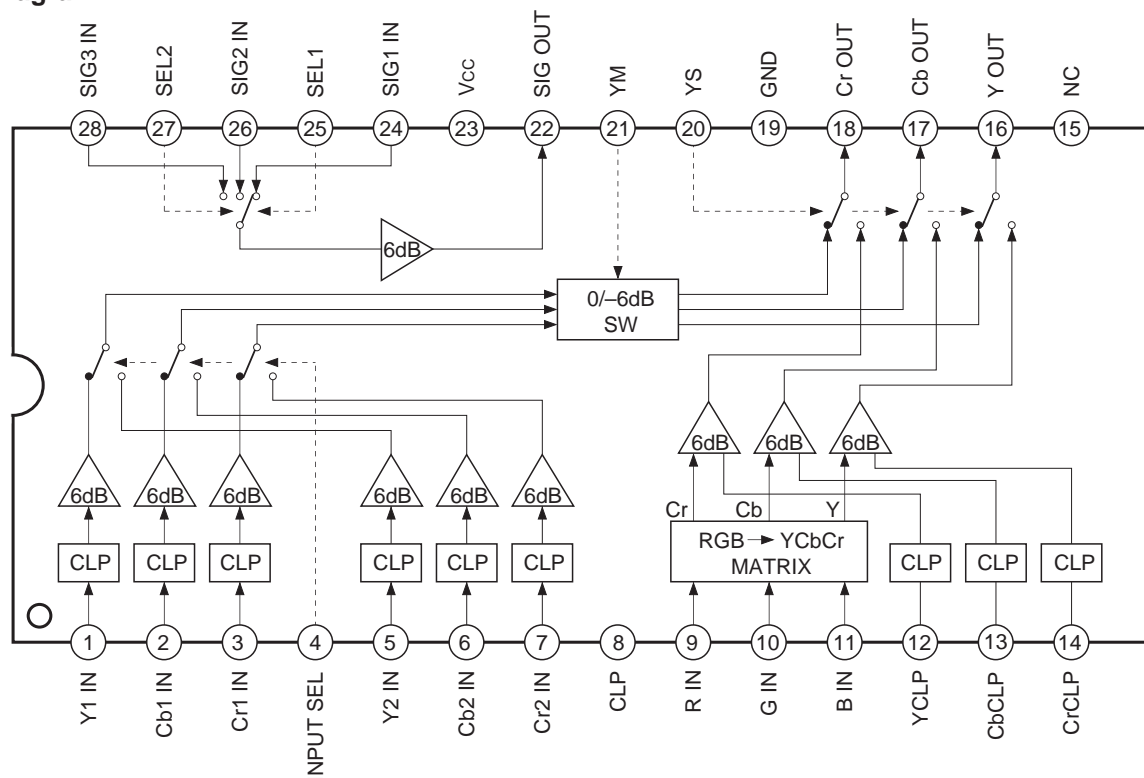 agra
SIG3 IN
SEL2
SIG2 IN
SEL1
SIG1 IN
Vcc
SIG OUT
YM
YS
GND
Cr OUT
Cb OUT
Y OUT
NC
28 27 26 25 24 23 22 21 20 19 18 17 16 15
6dB
0/–6dB
SW
6dB 6dB 6dB
6dB 6dB 6dB 6dB 6dB 6dB
Cr Cb Y
CLP CLP CLP CLP CLP CLP
RGB → YCbCr
MATRIX
CLP CLP CLP
1 2 3 4 5 6 7 8 9 10 11 12 13 14
Y1 IN
Cb1 IN
Cr1 IN
NPUT SEL
Y2 IN
Cb2 IN
Cr2 IN
CLP
R IN
G IN
B IN
YCLP
CbCLP
CrCLP